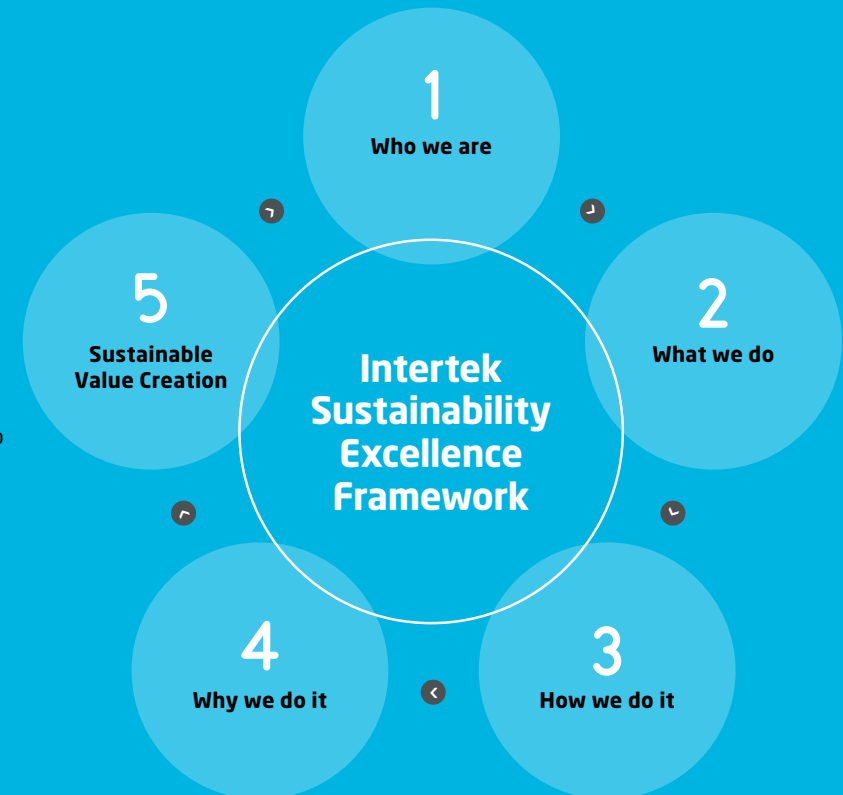 1
Who we are
2
What we do
3
How we do it
4
Why we do it
5
Sustainable
Value Creation
Intertek
Sustainability
Excellence
Framework